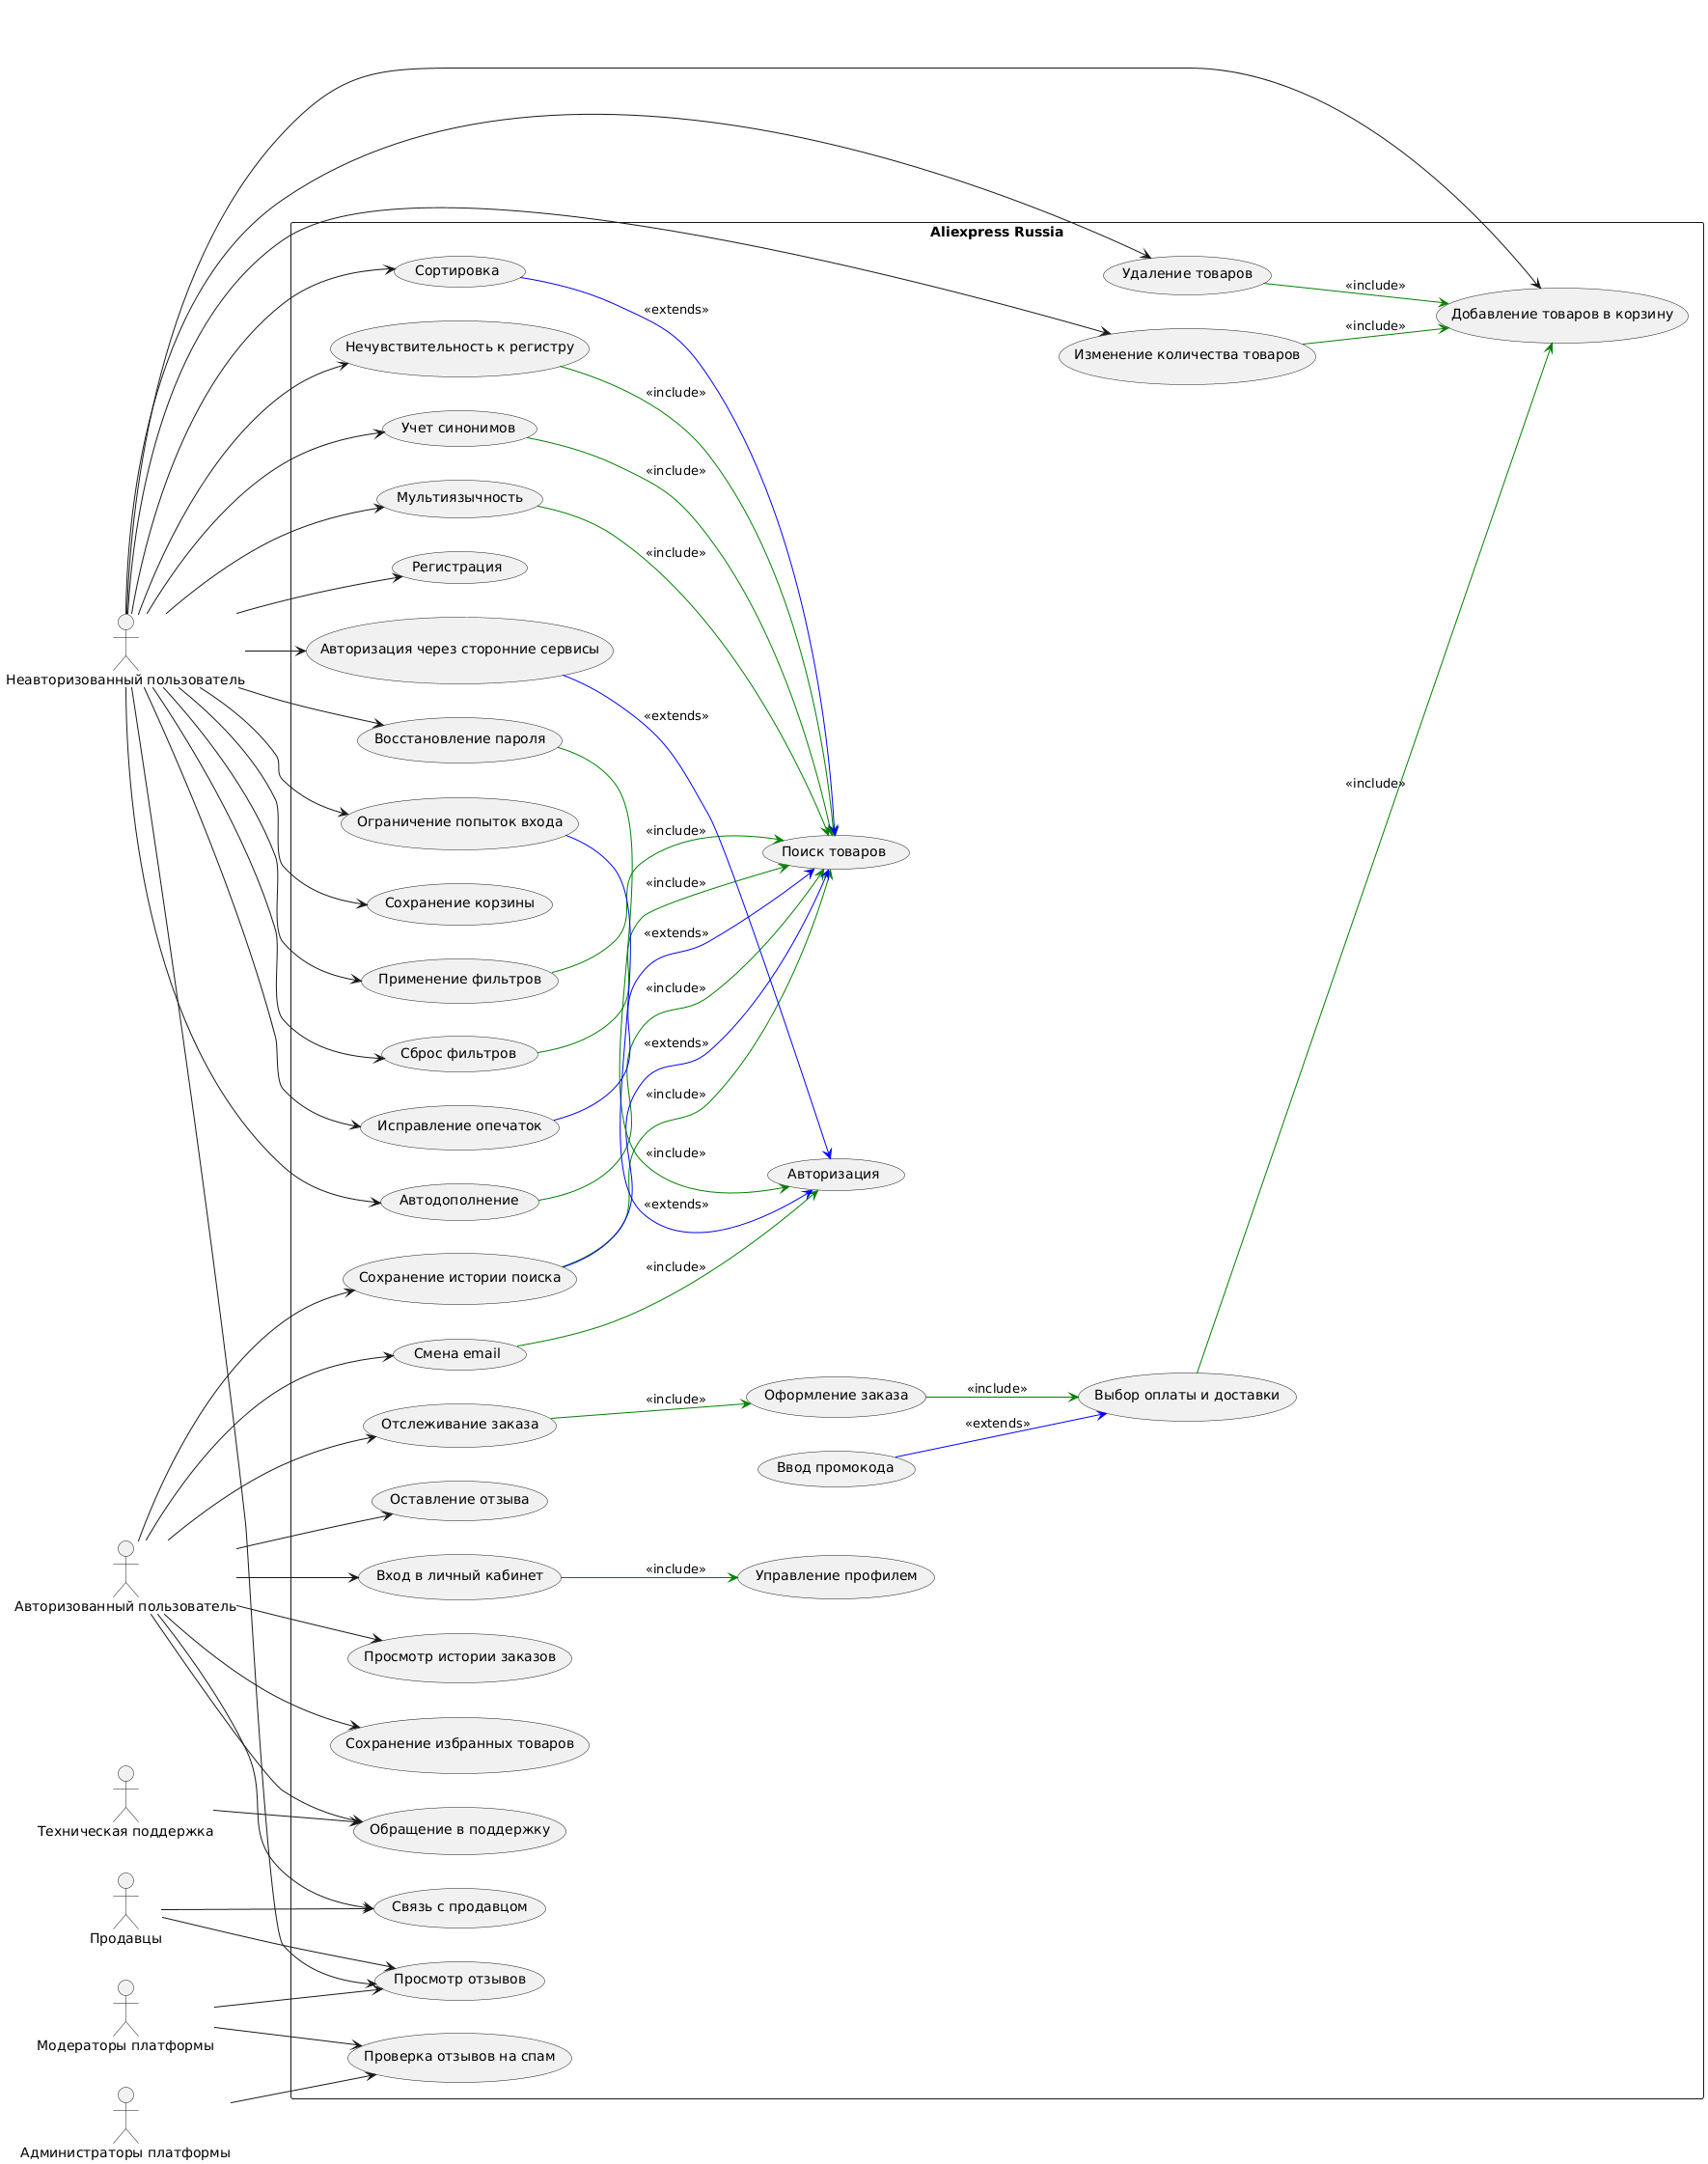 Aliexpress Russia
Сортировка
«extends»
Удаление товаров
«include»
Добавление товаров в корзину
«include»
Нечувствительность к регистру
Изменение количества товаров
«include»
Учет синонимов
«include»
Мультиязычность
«include»
Регистрация
Авторизация через сторонние сервисы
Неавторизованный пользователь
«extends»
Восстановление пароля
«include»
Ограничение попыток входа
«include»
Поиск товаров
«include»
Сохранение корзины
«extends»
Применение фильтров
«include»
Сброс фильтров
«extends»
«include»
Исправление опечаток
«include»
Авторизация
Автодополнение
«extends»
«include»
Сохранение истории поиска
Смена email
Отслеживание заказа
«include»
Оформление заказа
«include»
Выбор оплаты и доставки
«extends»
Ввод промокода
Оставление отзыва
Вход в личный кабинет
«include»
Управление профилем
Авторизованный пользователь
Просмотр истории заказов
Сохранение избранных товаров
Техническая поддержка
Обращение в поддержку
Связь с продавцом
Продавцы
Просмотр отзывов
Модераторы платформы
Проверка отзывов на спам
Администраторы платформы